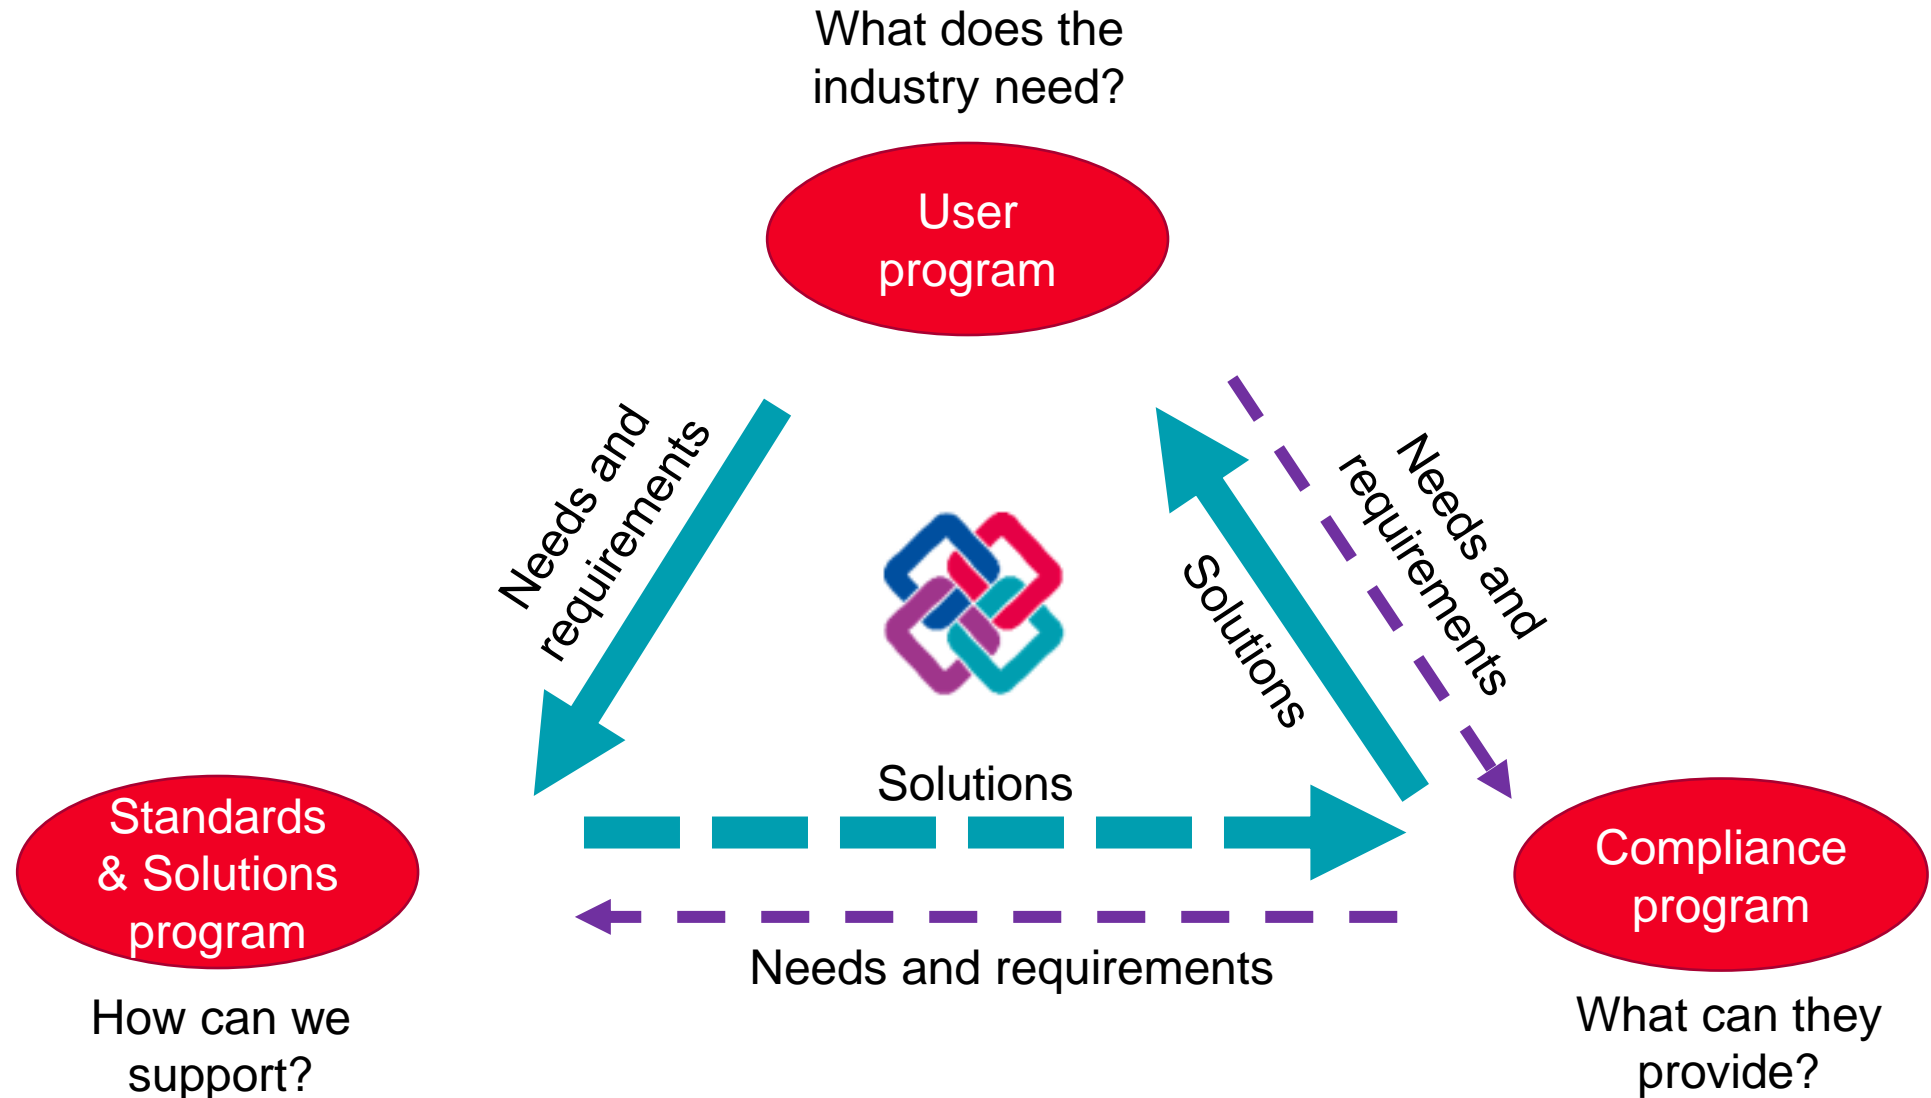 What does the
industry need?
User
program
Needs and
requirements
Needs and
requirements
Solutions
Solutions
Standards
& Solutions
program
Compliance
program
Needs and requirements
How can we
support?
What can they
provide?